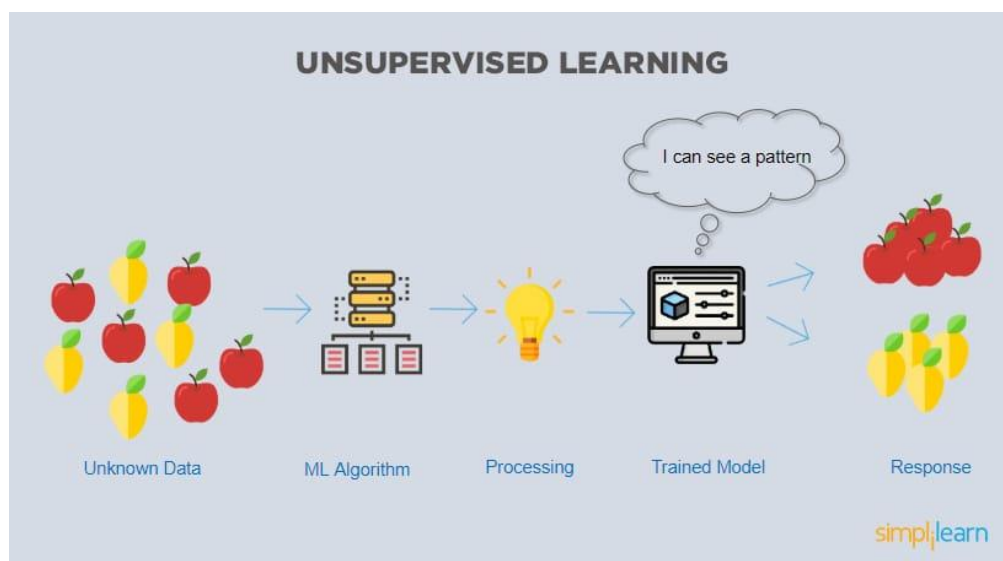 UNSUPERVISED LEARNING
I can see a pattern
Unknown Data
ML Algorithm
Processing
Trained Model
Response
simplilearn